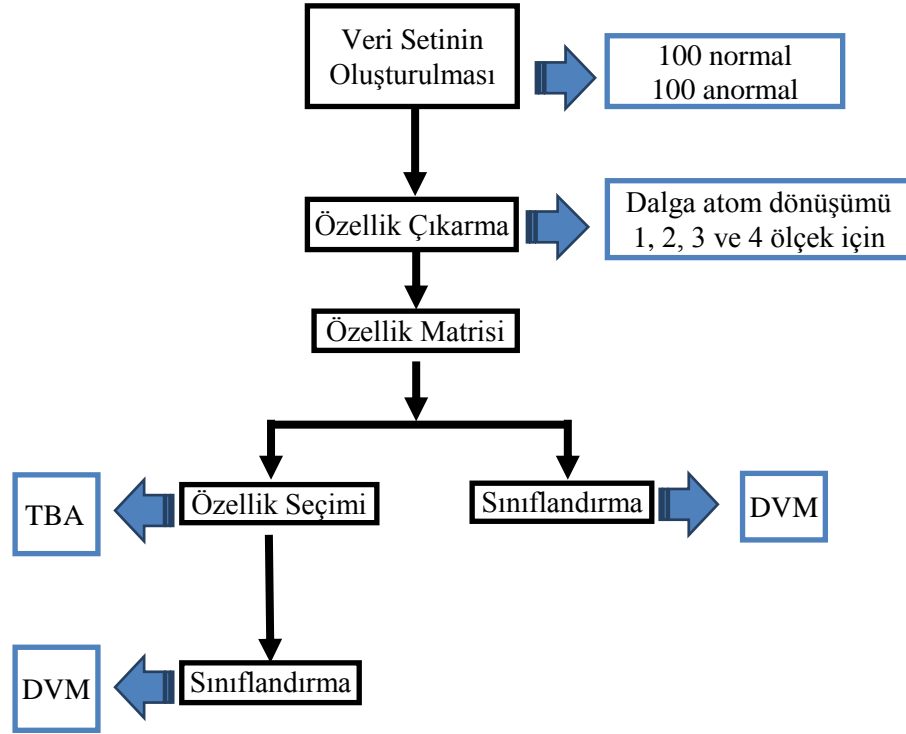 Veri Setinin
Oluşturulması
100 normal
100 anormal
Özellik Çıkarma
Dalga atom dönüşümü
1, 2, 3 ve 4 ölçek için
Özellik Matrisi
TBA
Özellik Seçimi
Sınıflandırma
DVM
DVM
Sınıflandırma